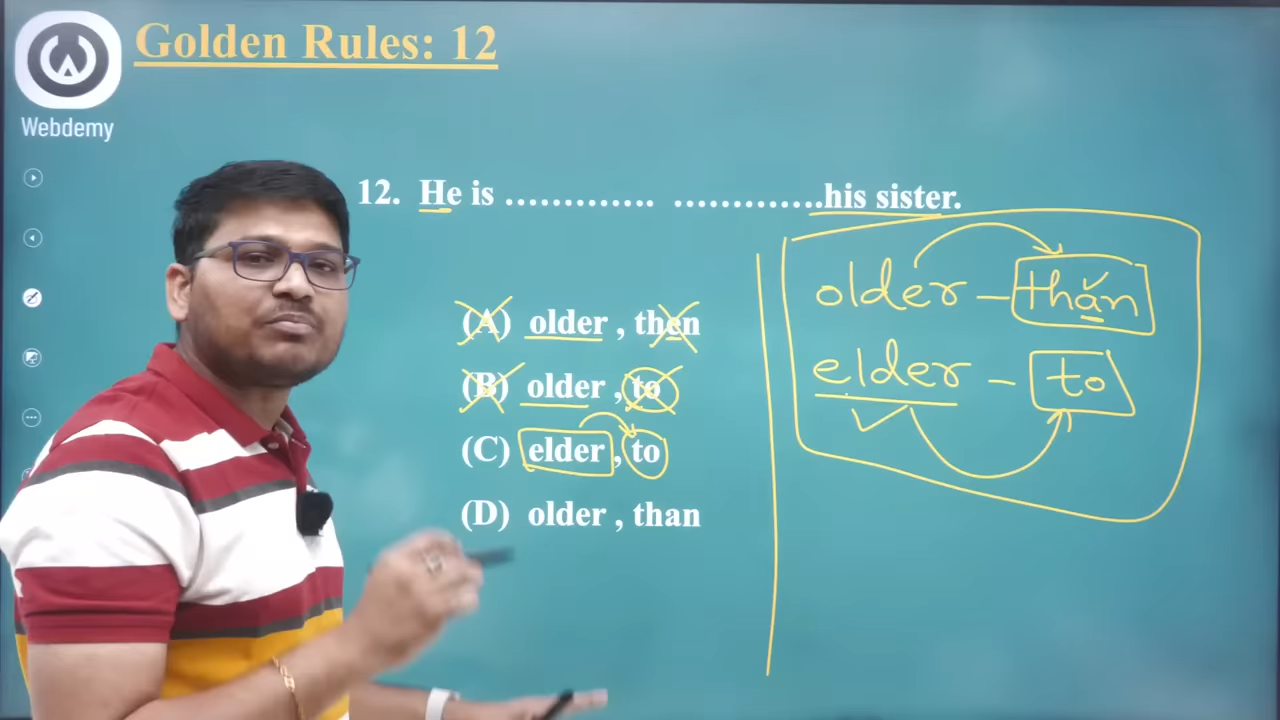 Golden Rules: 12
Webdemy
12. He is ............. .............his sister.
(A) older , then
(B) older , to
(C) elder , to
(D) older , than
older – than
elder – to